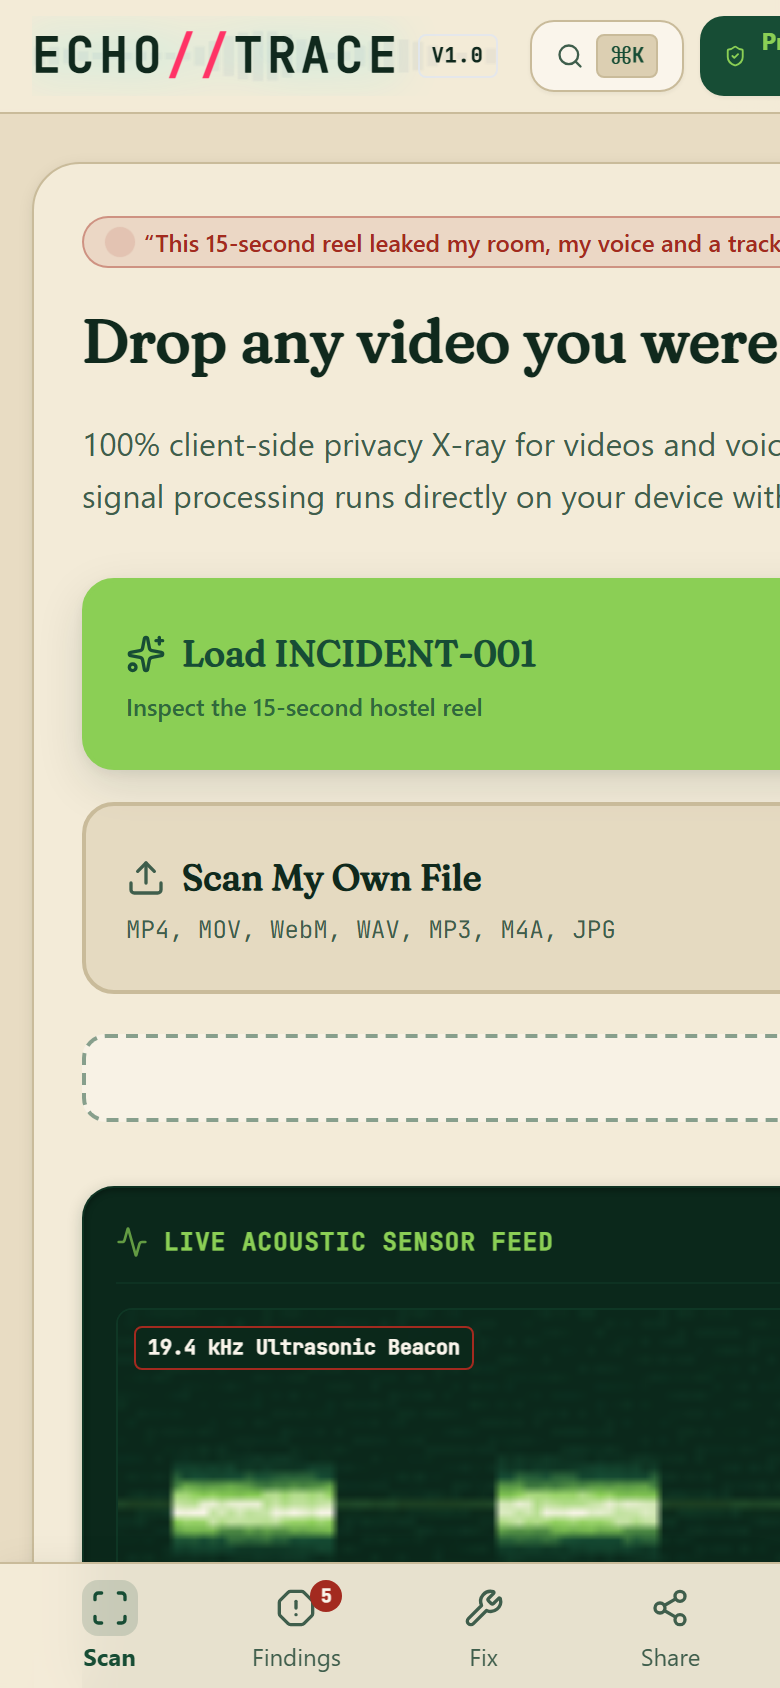 ECHO//TRACE V1.0 ⌘K
“This 15-second reel leaked my room, my voice and a track
Drop any video you were
100% client-side privacy X-ray for videos and
signal processing runs directly on your device
Load INCIDENT-001
Inspect the 15-second hostel reel
Scan My Own File
MP4, MOV, WebM, WAV, MP3, M4A, JPG
LIVE ACOUSTIC SENSOR FEED
19.4 kHz Ultrasonic Beacon
5
Scan Findings Fix Share